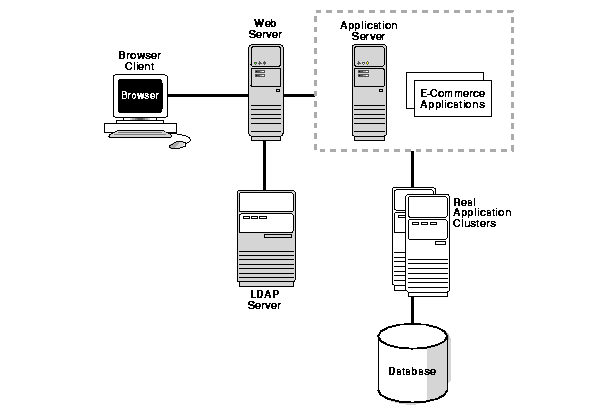 Web
Server
Application
Server
Browser
Client
Browser
E-Commerce
Applications
Real
Application
Clusters
LDAP
Server
Database